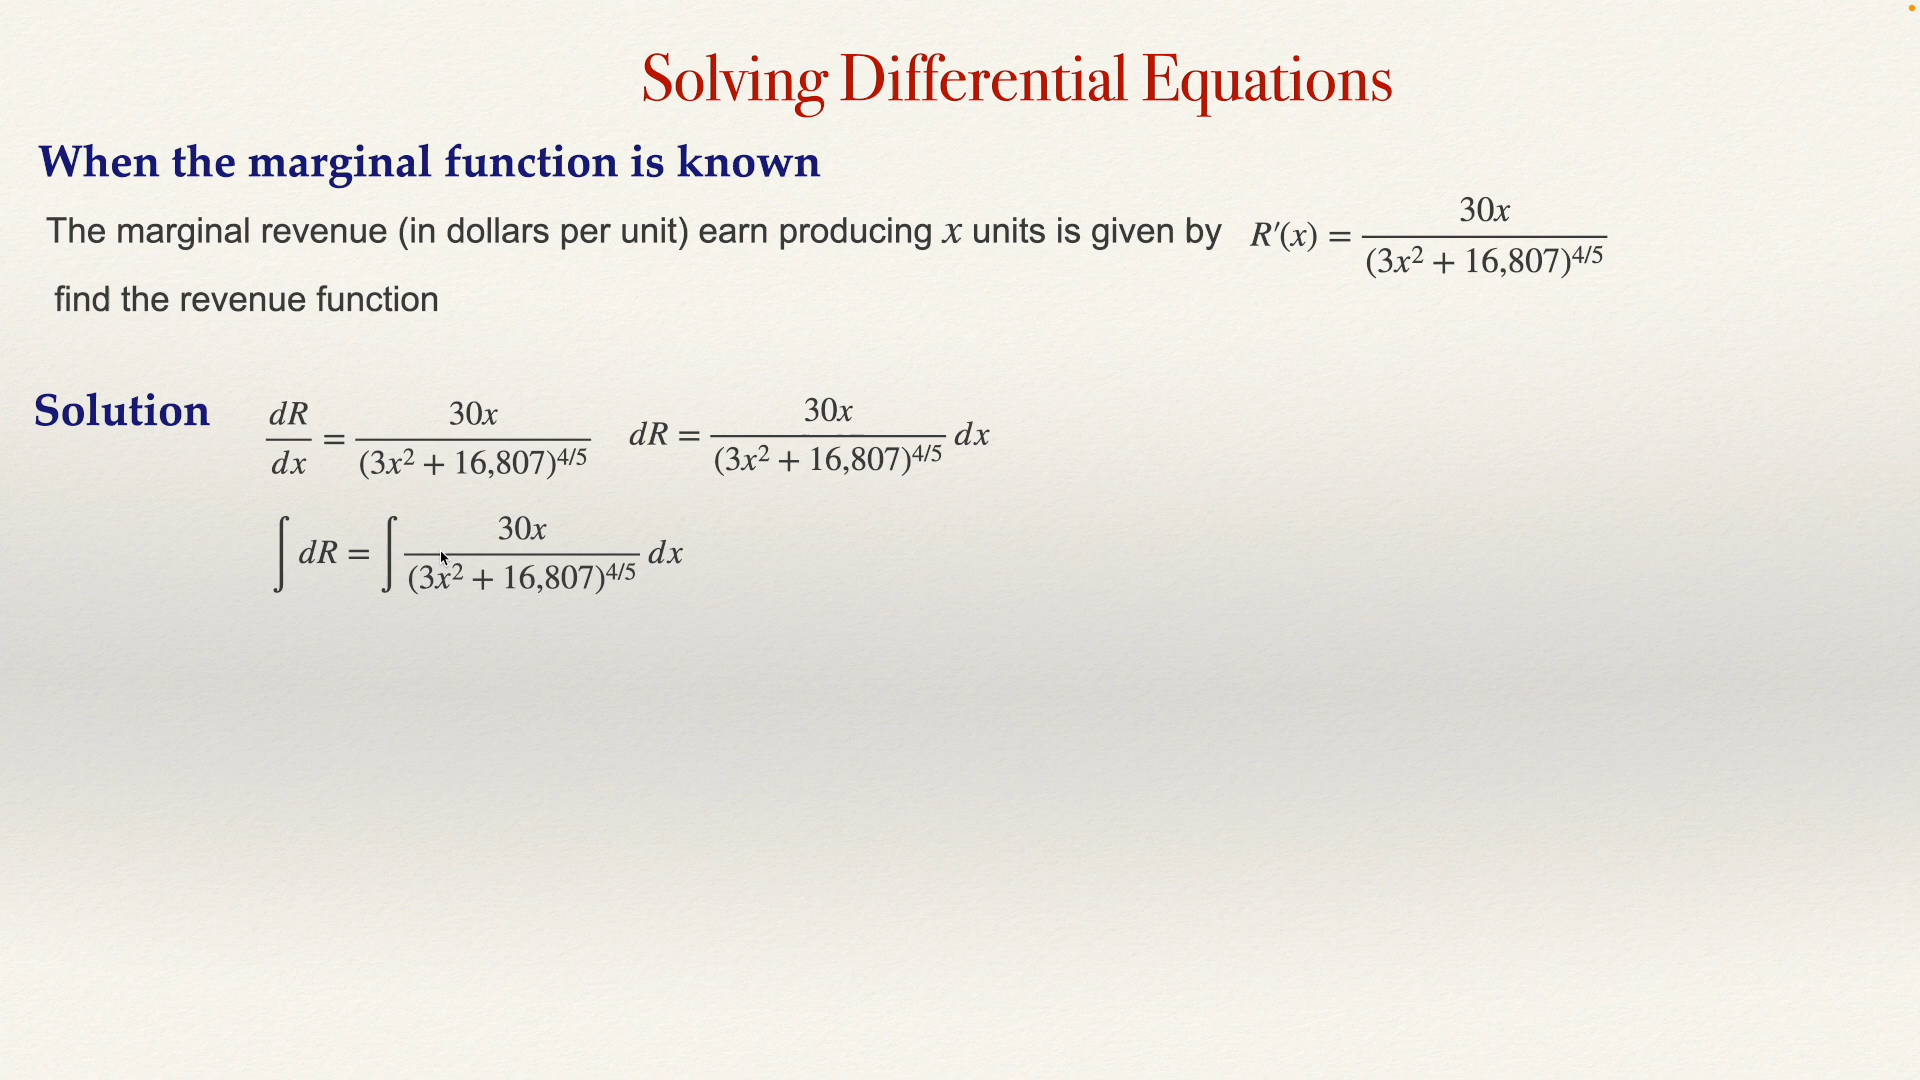 Solving Differential Equations
When the marginal function is known
The marginal revenue (in dollars per unit) earn producing x units is given by R′(x) = 30x / (3x² + 16,807)^4/5
find the revenue function
Solution dR/dx = 30x / (3x² + 16,807)^4/5 dR = 30x / (3x² + 16,807)^4/5 dx
∫ dR = ∫ 30x / (3x² + 16,807)^4/5 dx